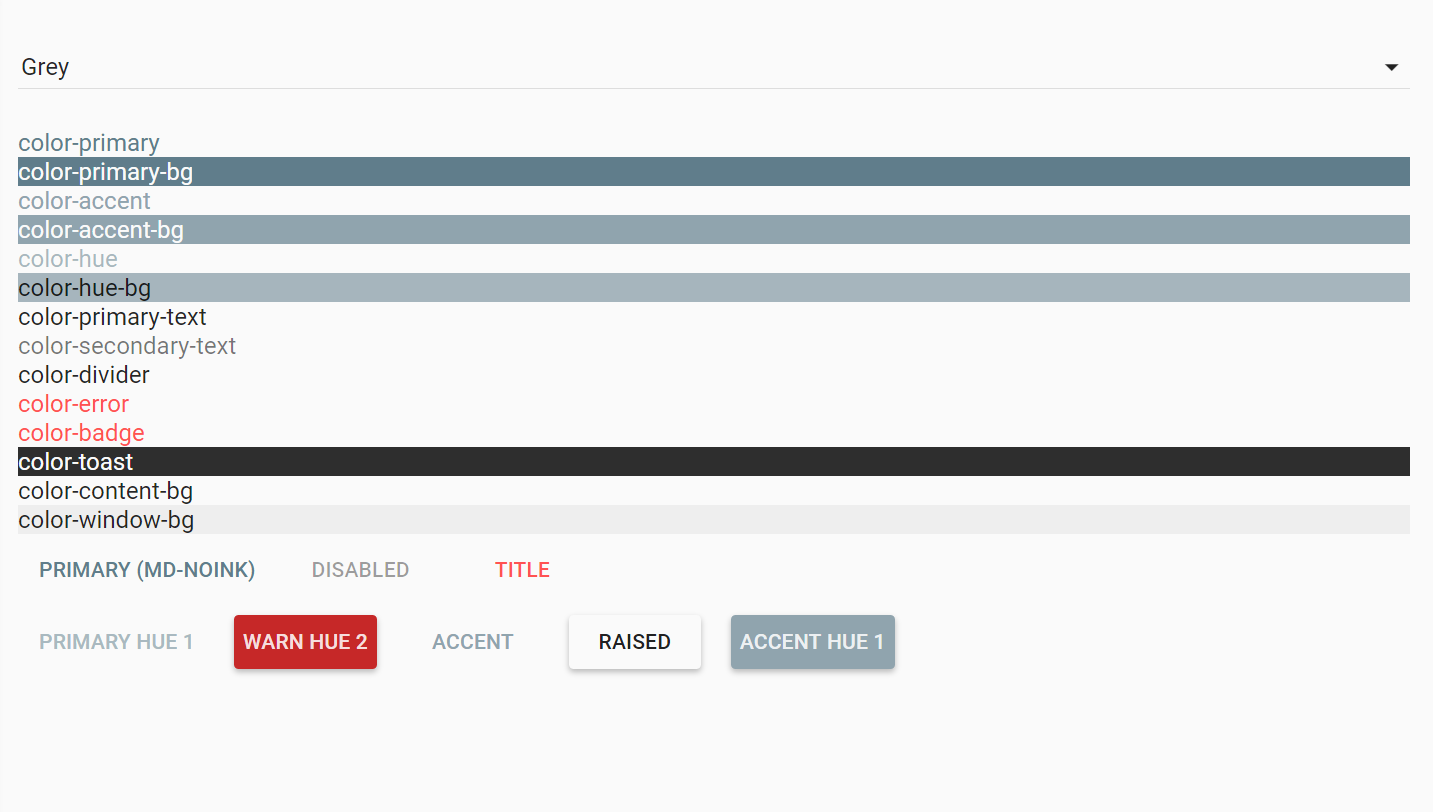 Grey
color-primary
color-primary-bg
color-accent
color-accent-bg
color-hue
color-hue-bg
color-primary-text
color-secondary-text
color-divider
color-error
color-badge
color-toast
color-content-bg
color-window-bg
PRIMARY (MD-NOINK) DISABLED TITLE
PRIMARY HUE 1 WARN HUE 2 ACCENT RAISED ACCENT HUE 1